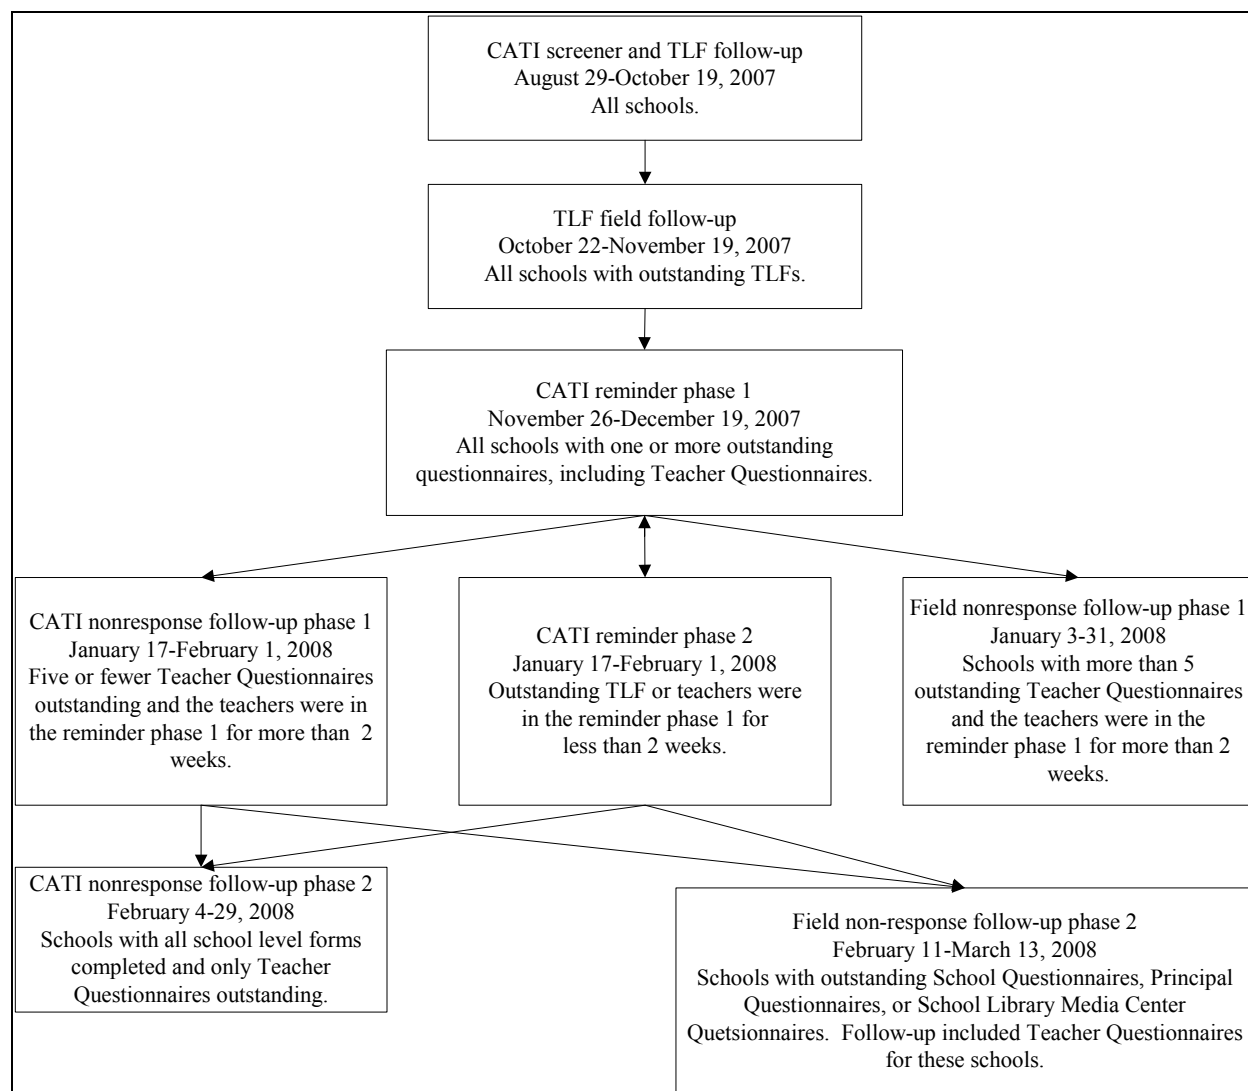 CATI screener and TLF follow-up
August 29-October 19, 2007
All schools.
TLF field follow-up
October 22-November 19, 2007
All schools with outstanding TLFs.
CATI reminder phase 1
November 26-December 19, 2007
All schools with one or more outstanding
questionnaires, including Teacher Questionnaires.
CATI nonresponse follow-up phase 1
January 17-February 1, 2008
Five or fewer Teacher Questionnaires
outstanding and the teachers were in
the reminder phase 1 for more than 2
weeks.
CATI reminder phase 2
January 17-February 1, 2008
Outstanding TLF or teachers were
in the reminder phase 1 for
less than 2 weeks.
Field nonresponse follow-up phase 1
January 3-31, 2008
Schools with more than 5
outstanding Teacher Questionnaires
and the teachers were in the
reminder phase 1 for more than 2
weeks.
CATI nonresponse follow-up phase 2
February 4-29, 2008
Schools with all school level forms
completed and only Teacher
Questionnaires outstanding.
Field non-response follow-up phase 2
February 11-March 13, 2008
Schools with outstanding School Questionnaires, Principal
Questionnaires, or School Library Media Center
Quetsionnaires. Follow-up included Teacher Questionnaires
for these schools.